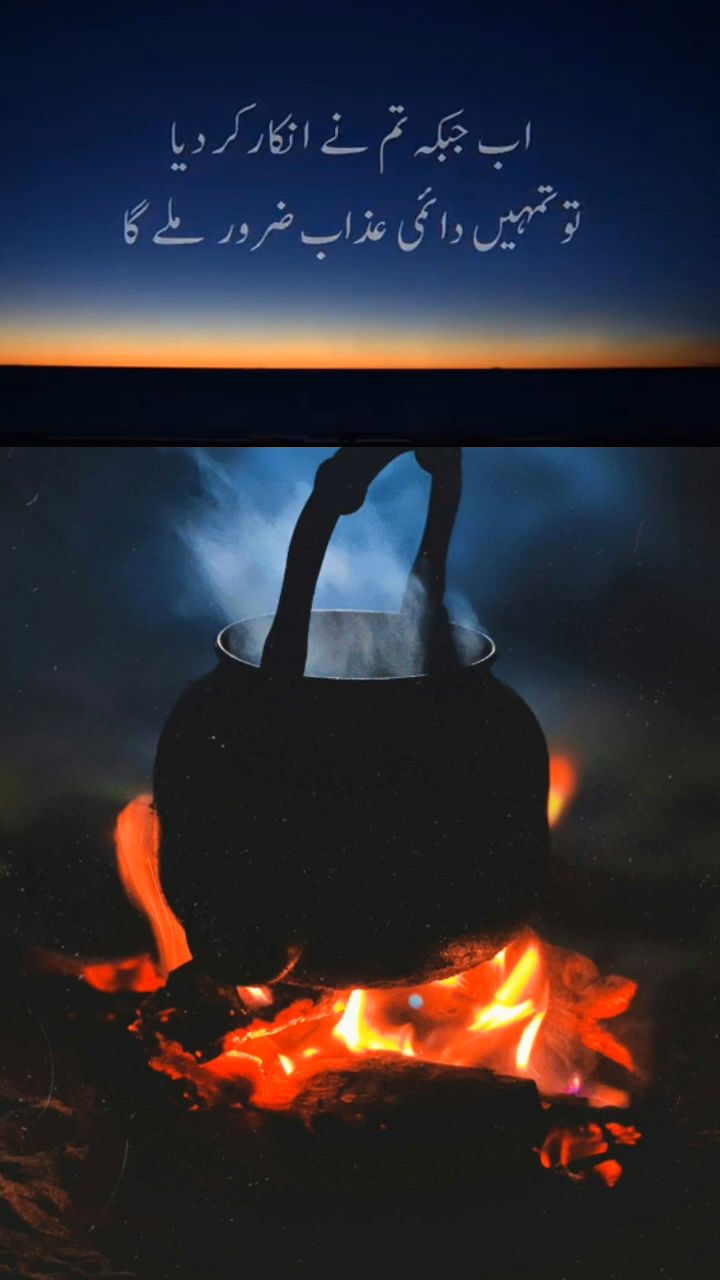 اب جبکہ تم نے انکار کر دیا
تو تمہیں دائمی عذاب ضرور ملے گا